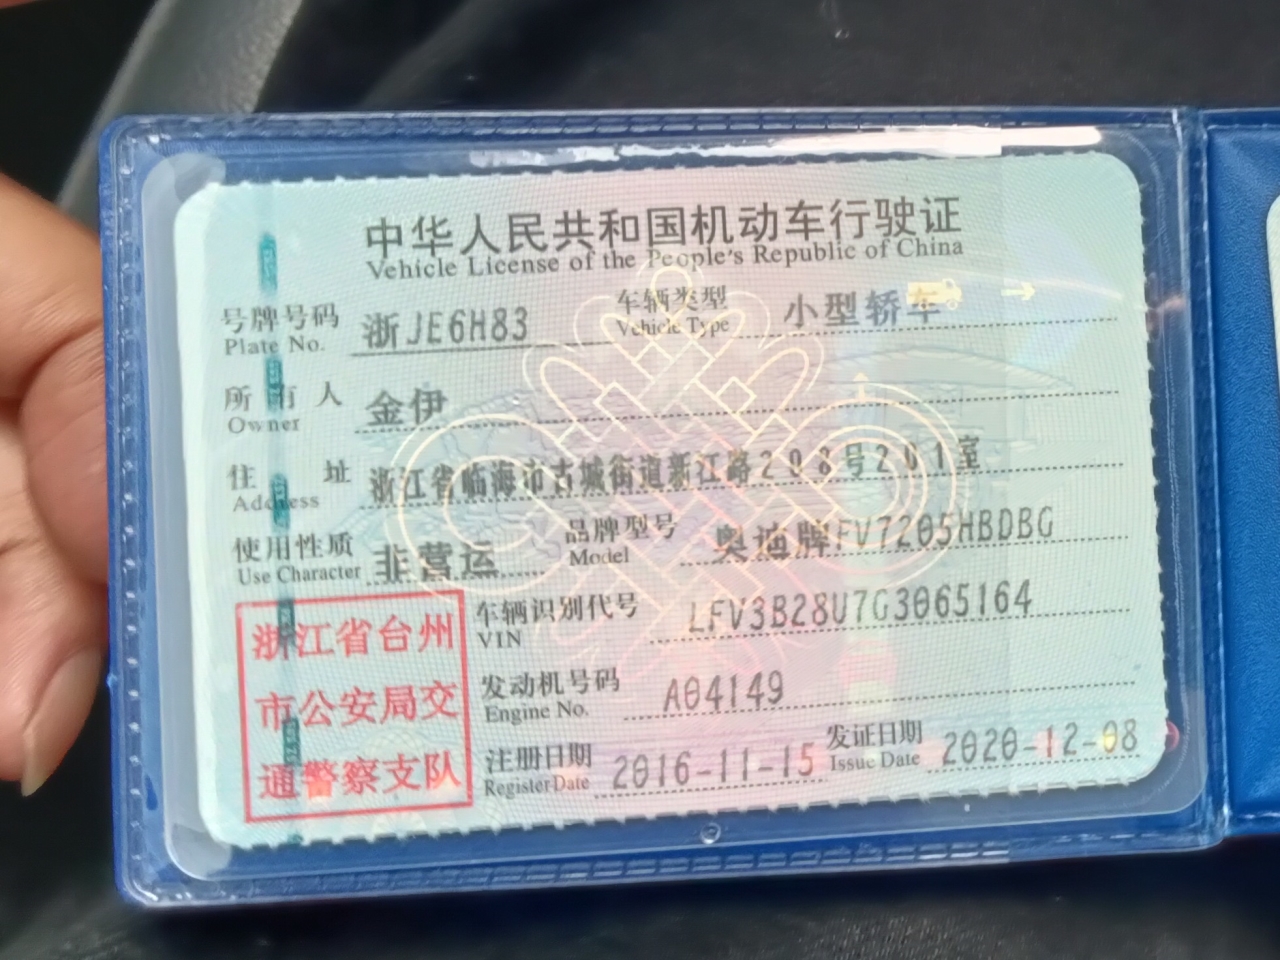 中华人民共和国机动车行驶证
Vehicle License of the People's Republic of China
号牌号码 浙JE6H83 车辆类型 小型轿车
Plate No. Vehicle Type
所有人 金伊
Owner
住址 浙江省临海市古城街道新江路208号201室
Address
使用性质 非营运 品牌型号 奥迪牌FV7205HBDBG
Use Character Model
车辆识别代号 LFV3B28U7G3065164
VIN
发动机号码 A04149
Engine No.
注册日期 2016-11-15 发证日期 2020-12-08
Register Date Issue Date
浙江省台州
市公安局交
通警察支队